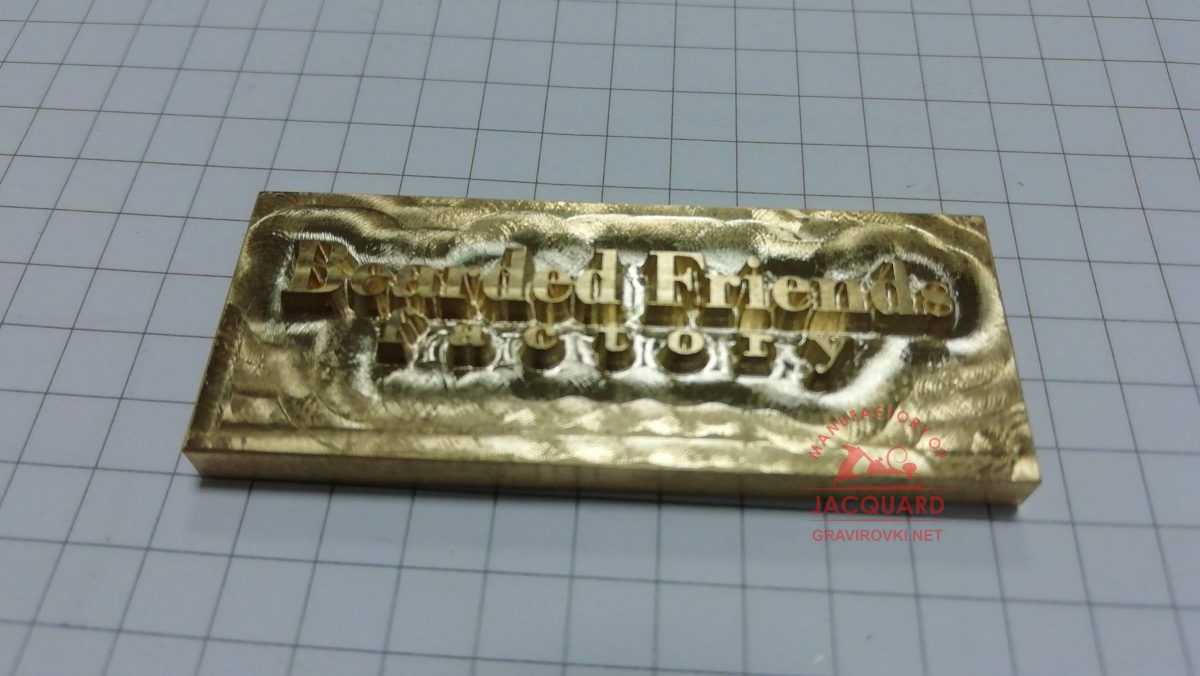 Bearded Friends
factory
MANUFACTORY OF
JACQUARD
GRAVIROVKI.NET